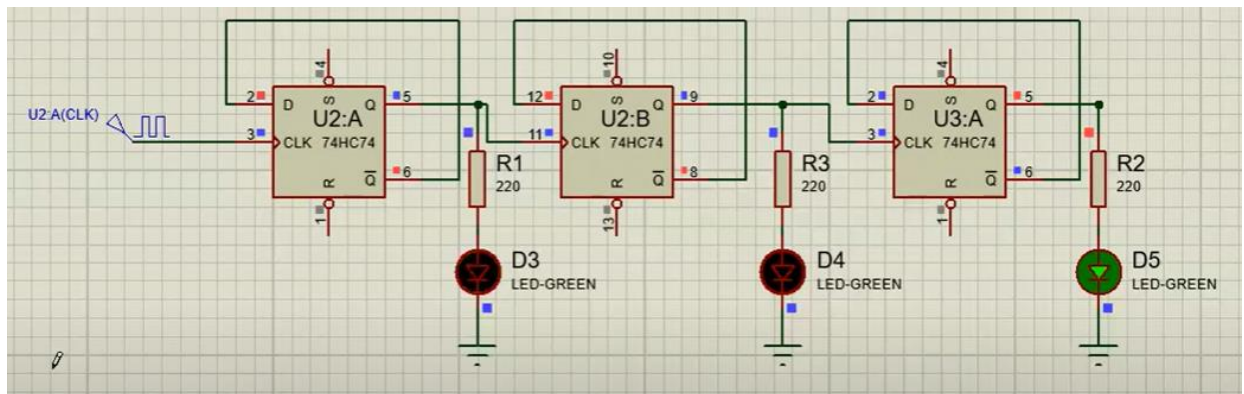 U2:A(CLK)
4
2
D
S
Q
5
U2:A
3
CLK
74HC74
R
Q
6
1
R1
220
D3
LED-GREEN
10
12
D
S
Q
9
U2:B
11
CLK
74HC74
R
Q
8
13
R3
220
D4
LED-GREEN
4
2
D
S
Q
5
U3:A
3
CLK
74HC74
R
Q
6
1
R2
220
D5
LED-GREEN